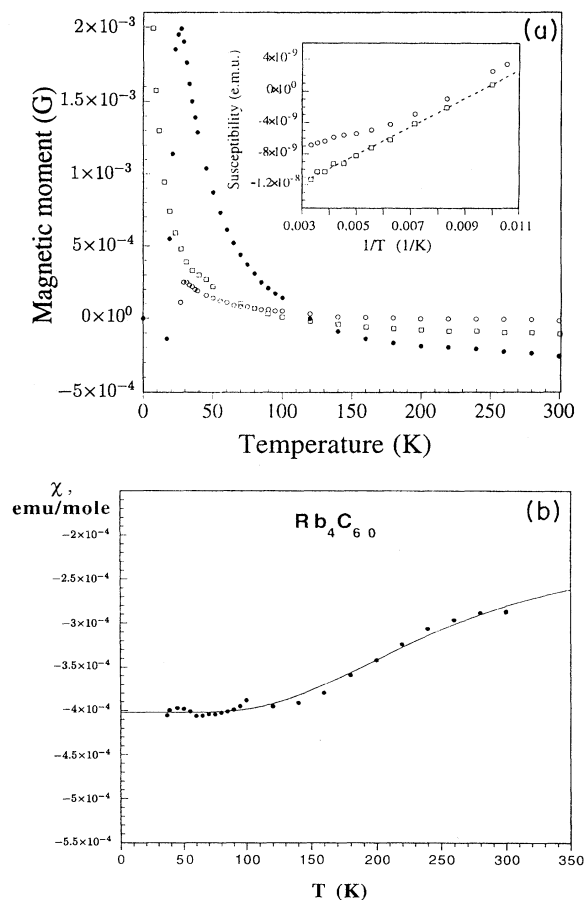 (a)
2×10⁻³
1.5×10⁻³
1×10⁻³
5×10⁻⁴
0×10⁰
−5×10⁻⁴
Magnetic moment (G)
0 50 100 150 200 250 300
Temperature (K)
4×10⁻⁹
0×10⁰
-4×10⁻⁹
-8×10⁻⁹
-1.2×10⁻⁸
Susceptibility (e.m.u.)
0.003 0.005 0.007 0.009 0.011
1/T (1/K)
χ,
emu/mole
(b)
Rb₄C₆₀
−2×10⁻⁴
−2.5×10⁻⁴
−3×10⁻⁴
−3.5×10⁻⁴
−4×10⁻⁴
−4.5×10⁻⁴
−5×10⁻⁴
−5.5×10⁻⁴
0 50 100 150 200 250 300 350
T (K)